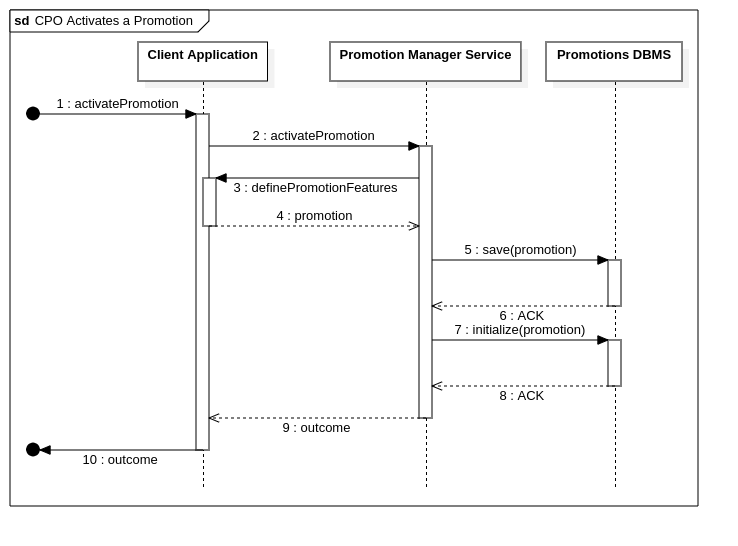 sd CPO Activates a Promotion
Client Application
Promotion Manager Service
Promotions DBMS
1 : activatePromotion
2 : activatePromotion
3 : definePromotionFeatures
4 : promotion
5 : save(promotion)
6 : ACK
7 : initialize(promotion)
8 : ACK
9 : outcome
10 : outcome